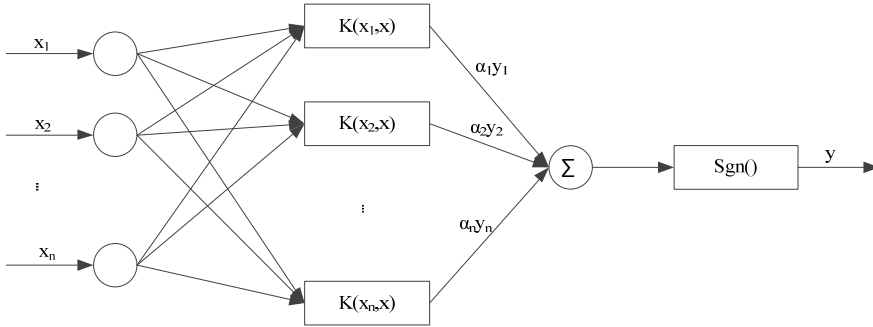 x₁
x₂
...
xₙ
K(x₁,x)
K(x₂,x)
...
K(xₙ,x)
α₁y₁
α₂y₂
αₙyₙ
Σ
Sgn()
y